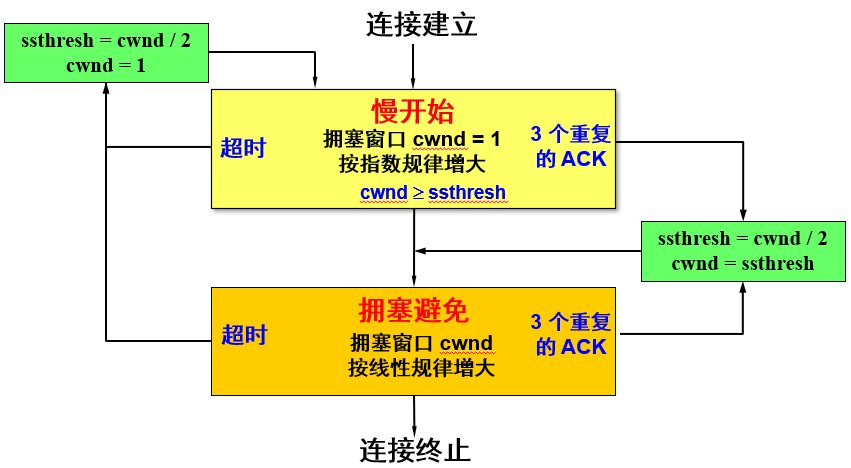 连接建立
ssthresh = cwnd / 2
cwnd = 1
慢开始
超时
拥塞窗口 cwnd = 1
按指数规律增大
cwnd ≥ ssthresh
3 个重复
的 ACK
ssthresh = cwnd / 2
cwnd = ssthresh
拥塞避免
超时
拥塞窗口 cwnd
按线性规律增大
3 个重复
的 ACK
连接终止